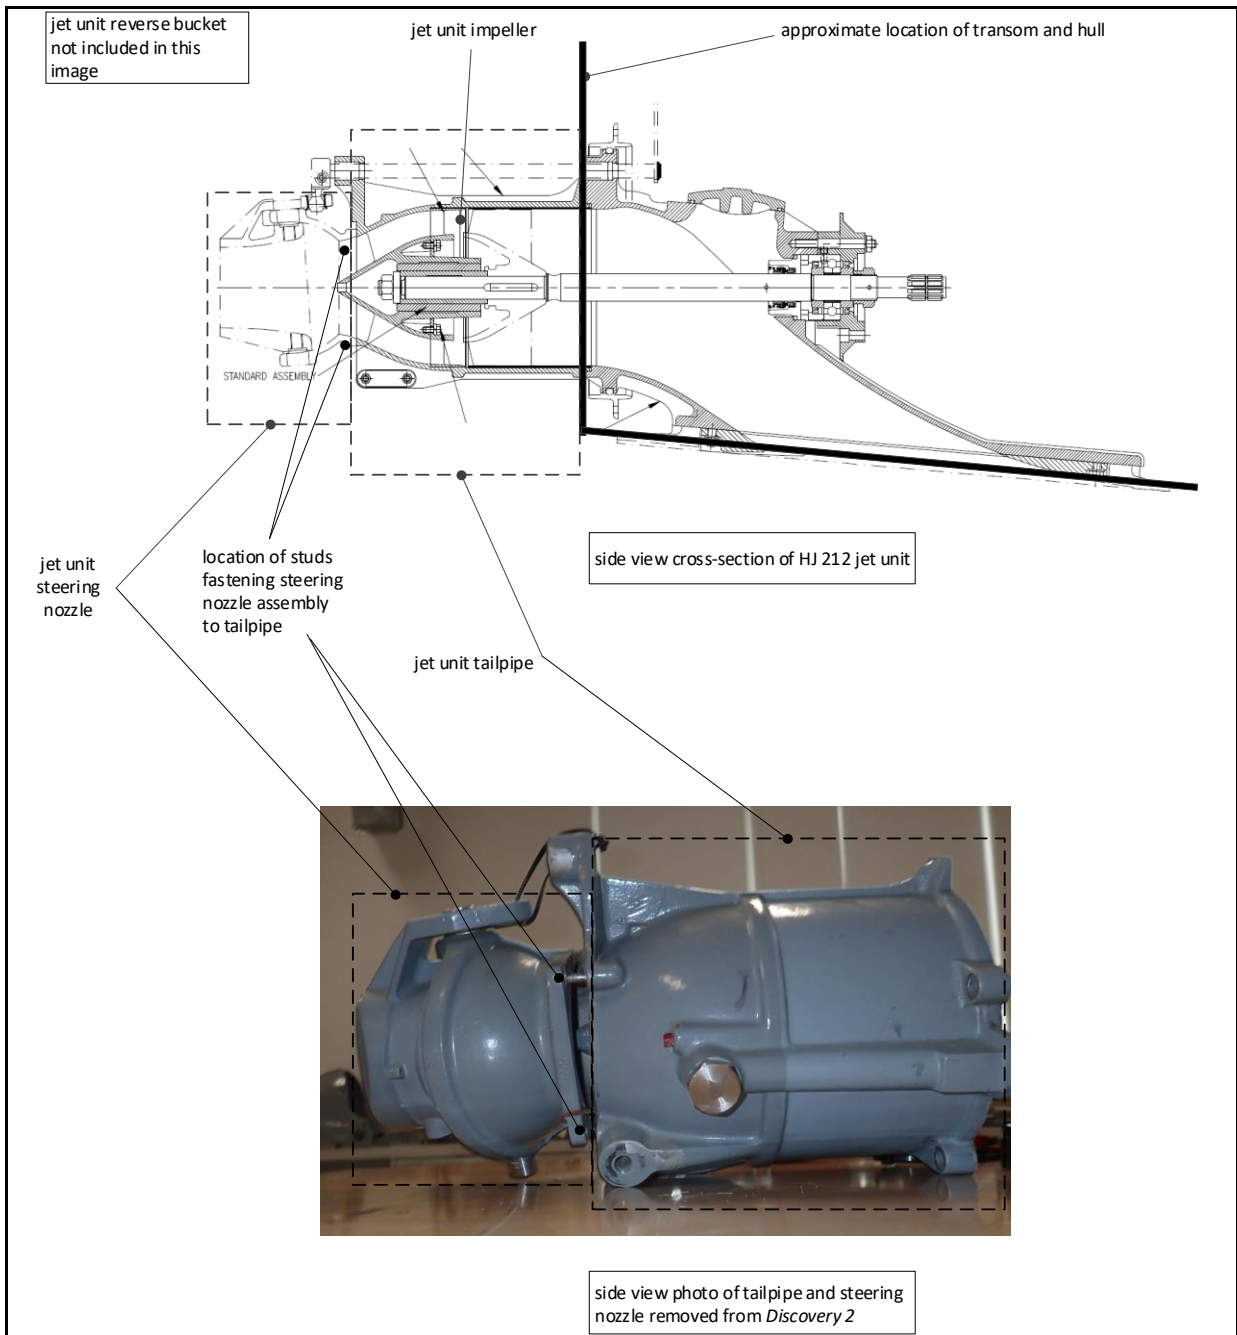 jet unit reverse bucket
not included in this
image
jet unit impeller
approximate location of transom and hull
STANDARD ASSEMBLY
jet unit
steering
nozzle
location of studs
fastening steering
nozzle assembly
to tailpipe
side view cross-section of HJ 212 jet unit
jet unit tailpipe
side view photo of tailpipe and steering
nozzle removed from Discovery 2